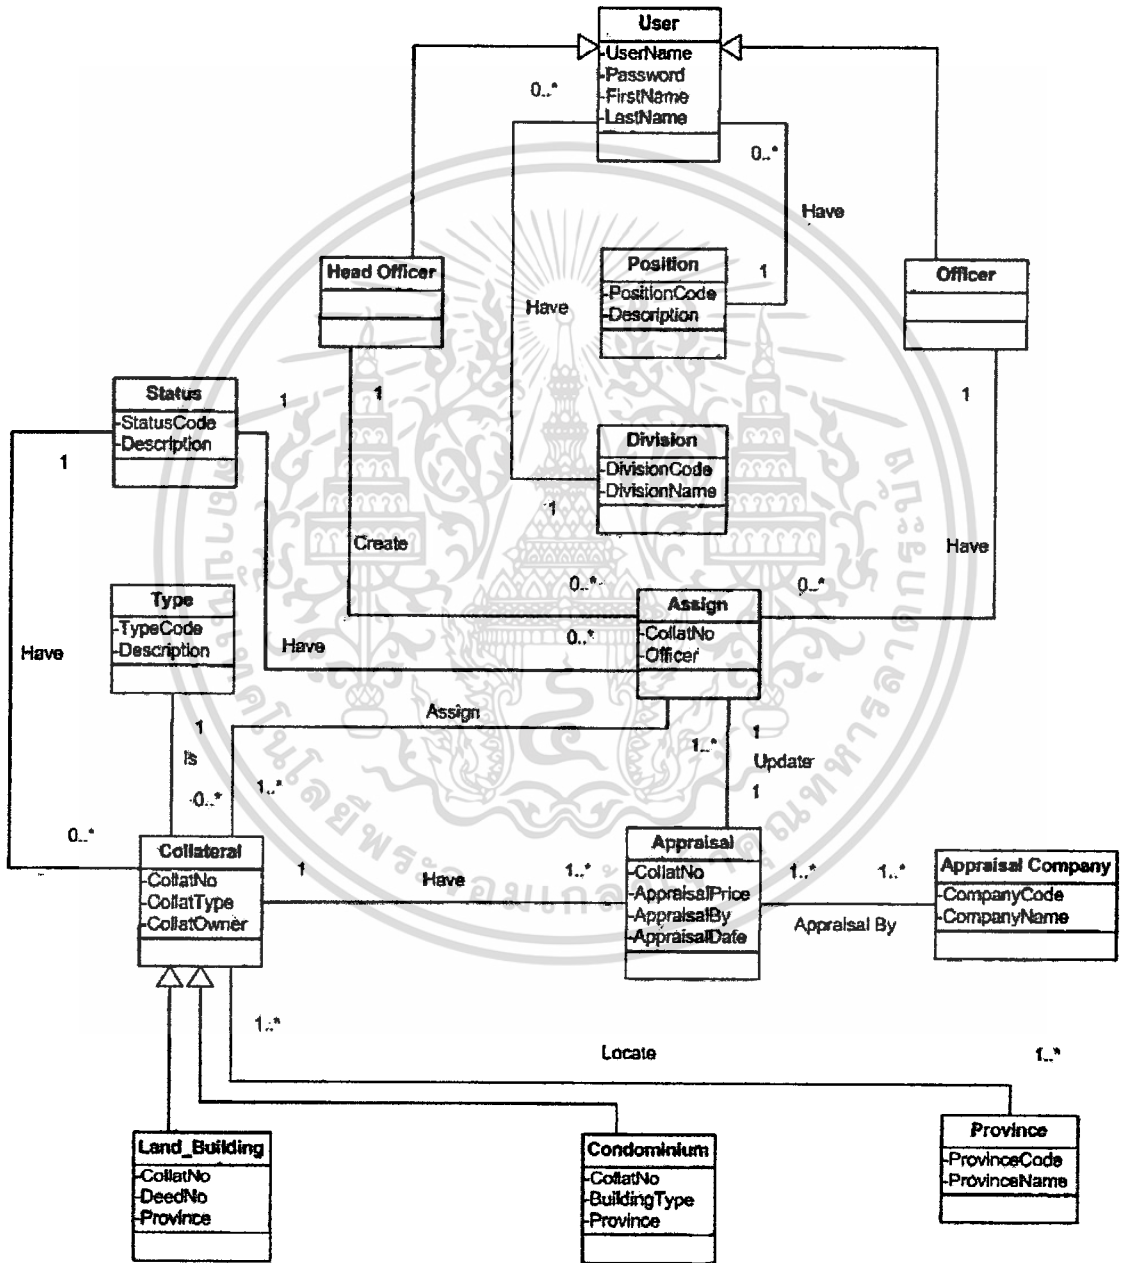 User
-UserName
-Password
-FirstName
-LastName
0..*
0..*
Have
Head Officer
Position
-PositionCode
-Description
1
Officer
Have
Status
-StatusCode
-Description
1
1
1
1
Division
-DivisionCode
-DivisionName
1
Create
Have
0..*
0..*
Type
-TypeCode
-Description
Assign
-CollatNo
-Officer
0..*
Have
Have
Assign
1
Is
1..*
1
Update
0..*
1..*
1
0..*
Collateral
-CollatNo
-CollatType
-CollatOwner
1
Have
1..*
Appraisal
-CollatNo
-AppraisalPrice
-AppraisalBy
-AppraisalDate
1..*
1..*
Appraisal By
Appraisal Company
-CompanyCode
-CompanyName
1..*
Locate
1..*
Land_Building
-CollatNo
-DeedNo
-Province
Condominium
-CollatNo
-BuildingType
-Province
Province
-ProvinceCode
-ProvinceName